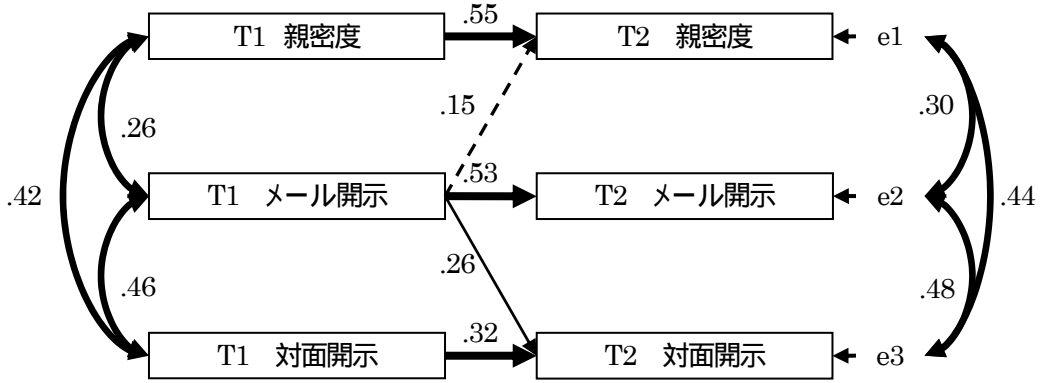 .55
T1 親密度
T2 親密度
e1
.15
.26
.30
.53
.42
T1 メール開示
T2 メール開示
e2
.44
.26
.46
.48
.32
T1 対面開示
T2 対面開示
e3